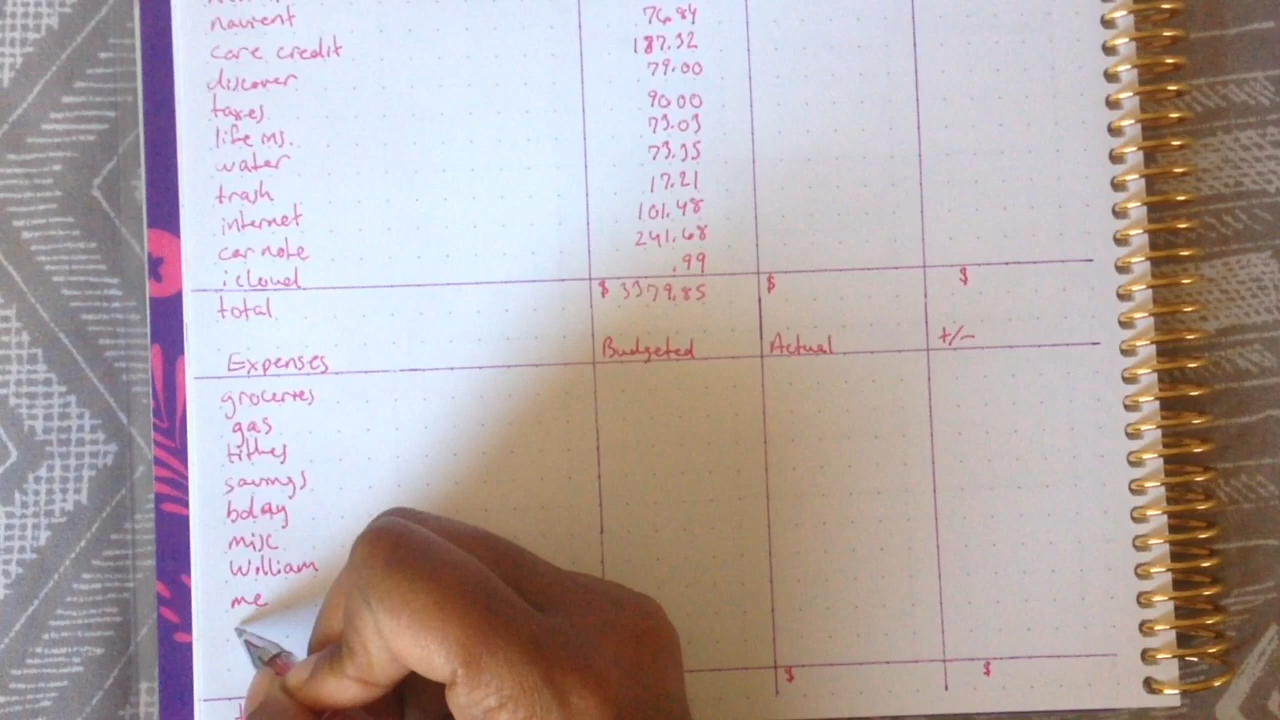 navient 76.84
care credit 187.32
discover 79.00
taxes 90.00
life ins. 73.03
water 73.35
trash 17.21
internet 101.48
car note 241.68
icloud .99
total $ 3379.85 $ $
Expenses Budgeted Actual +/-
groceries
gas
tithes
savings
bday
misc
William
me
$ $